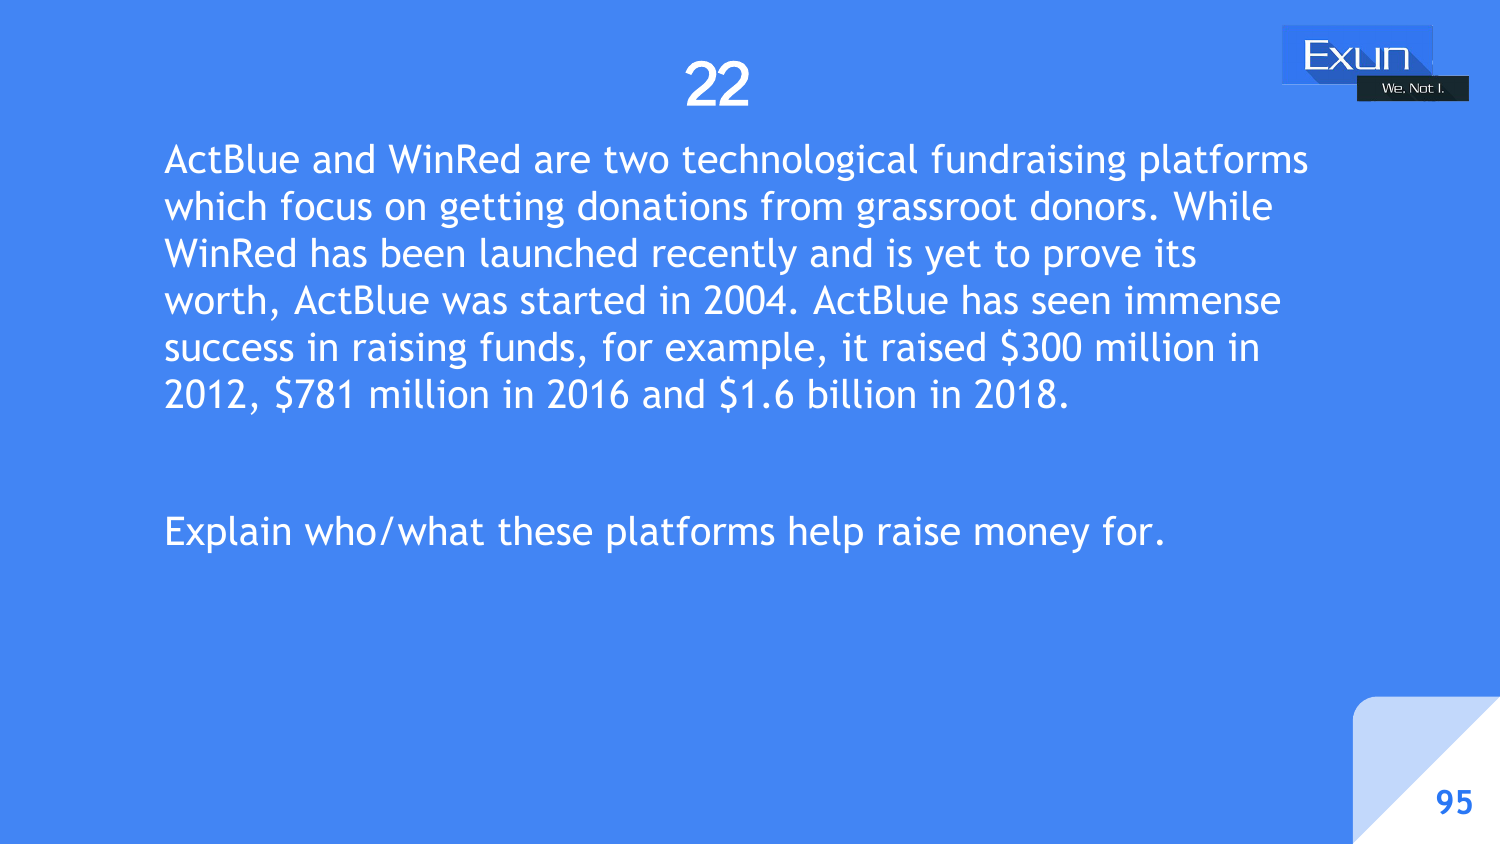 22
Exun
We. Not I.
ActBlue and WinRed are two technological fundraising platforms
which focus on getting donations from grassroot donors. While
WinRed has been launched recently and is yet to prove its
worth, ActBlue was started in 2004. ActBlue has seen immense
success in raising funds, for example, it raised $300 million in
2012, $781 million in 2016 and $1.6 billion in 2018.
Explain who/what these platforms help raise money for.
95